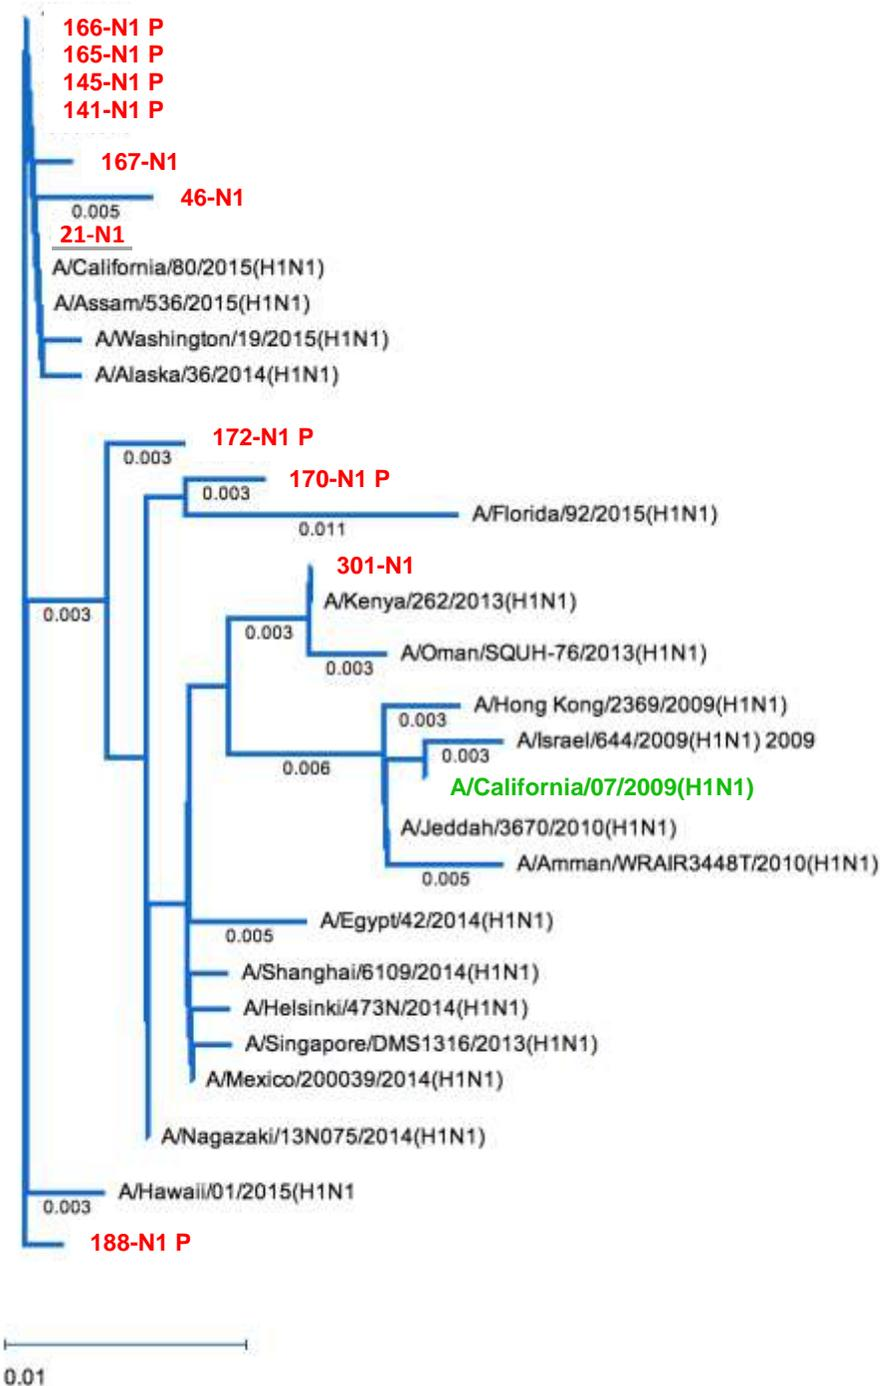 166-N1 P
165-N1 P
145-N1 P
141-N1 P
167-N1
46-N1
0.005
21-N1
A/California/80/2015(H1N1)
A/Assam/536/2015(H1N1)
A/Washington/19/2015(H1N1)
A/Alaska/36/2014(H1N1)
172-N1 P
0.003
170-N1 P
0.003
A/Florida/92/2015(H1N1)
0.011
301-N1
A/Kenya/262/2013(H1N1)
0.003
0.003
A/Oman/SQUH-76/2013(H1N1)
0.003
A/Hong Kong/2369/2009(H1N1)
0.003
A/Israel/644/2009(H1N1) 2009
0.003
0.006
A/California/07/2009(H1N1)
A/Jeddah/3670/2010(H1N1)
A/Amman/WRAIR3448T/2010(H1N1)
0.005
A/Egypt/42/2014(H1N1)
0.005
A/Shanghai/6109/2014(H1N1)
A/Helsinki/473N/2014(H1N1)
A/Singapore/DMS1316/2013(H1N1)
A/Mexico/200039/2014(H1N1)
A/Nagazaki/13N075/2014(H1N1)
A/Hawaii/01/2015(H1N1
0.003
188-N1 P
0.01